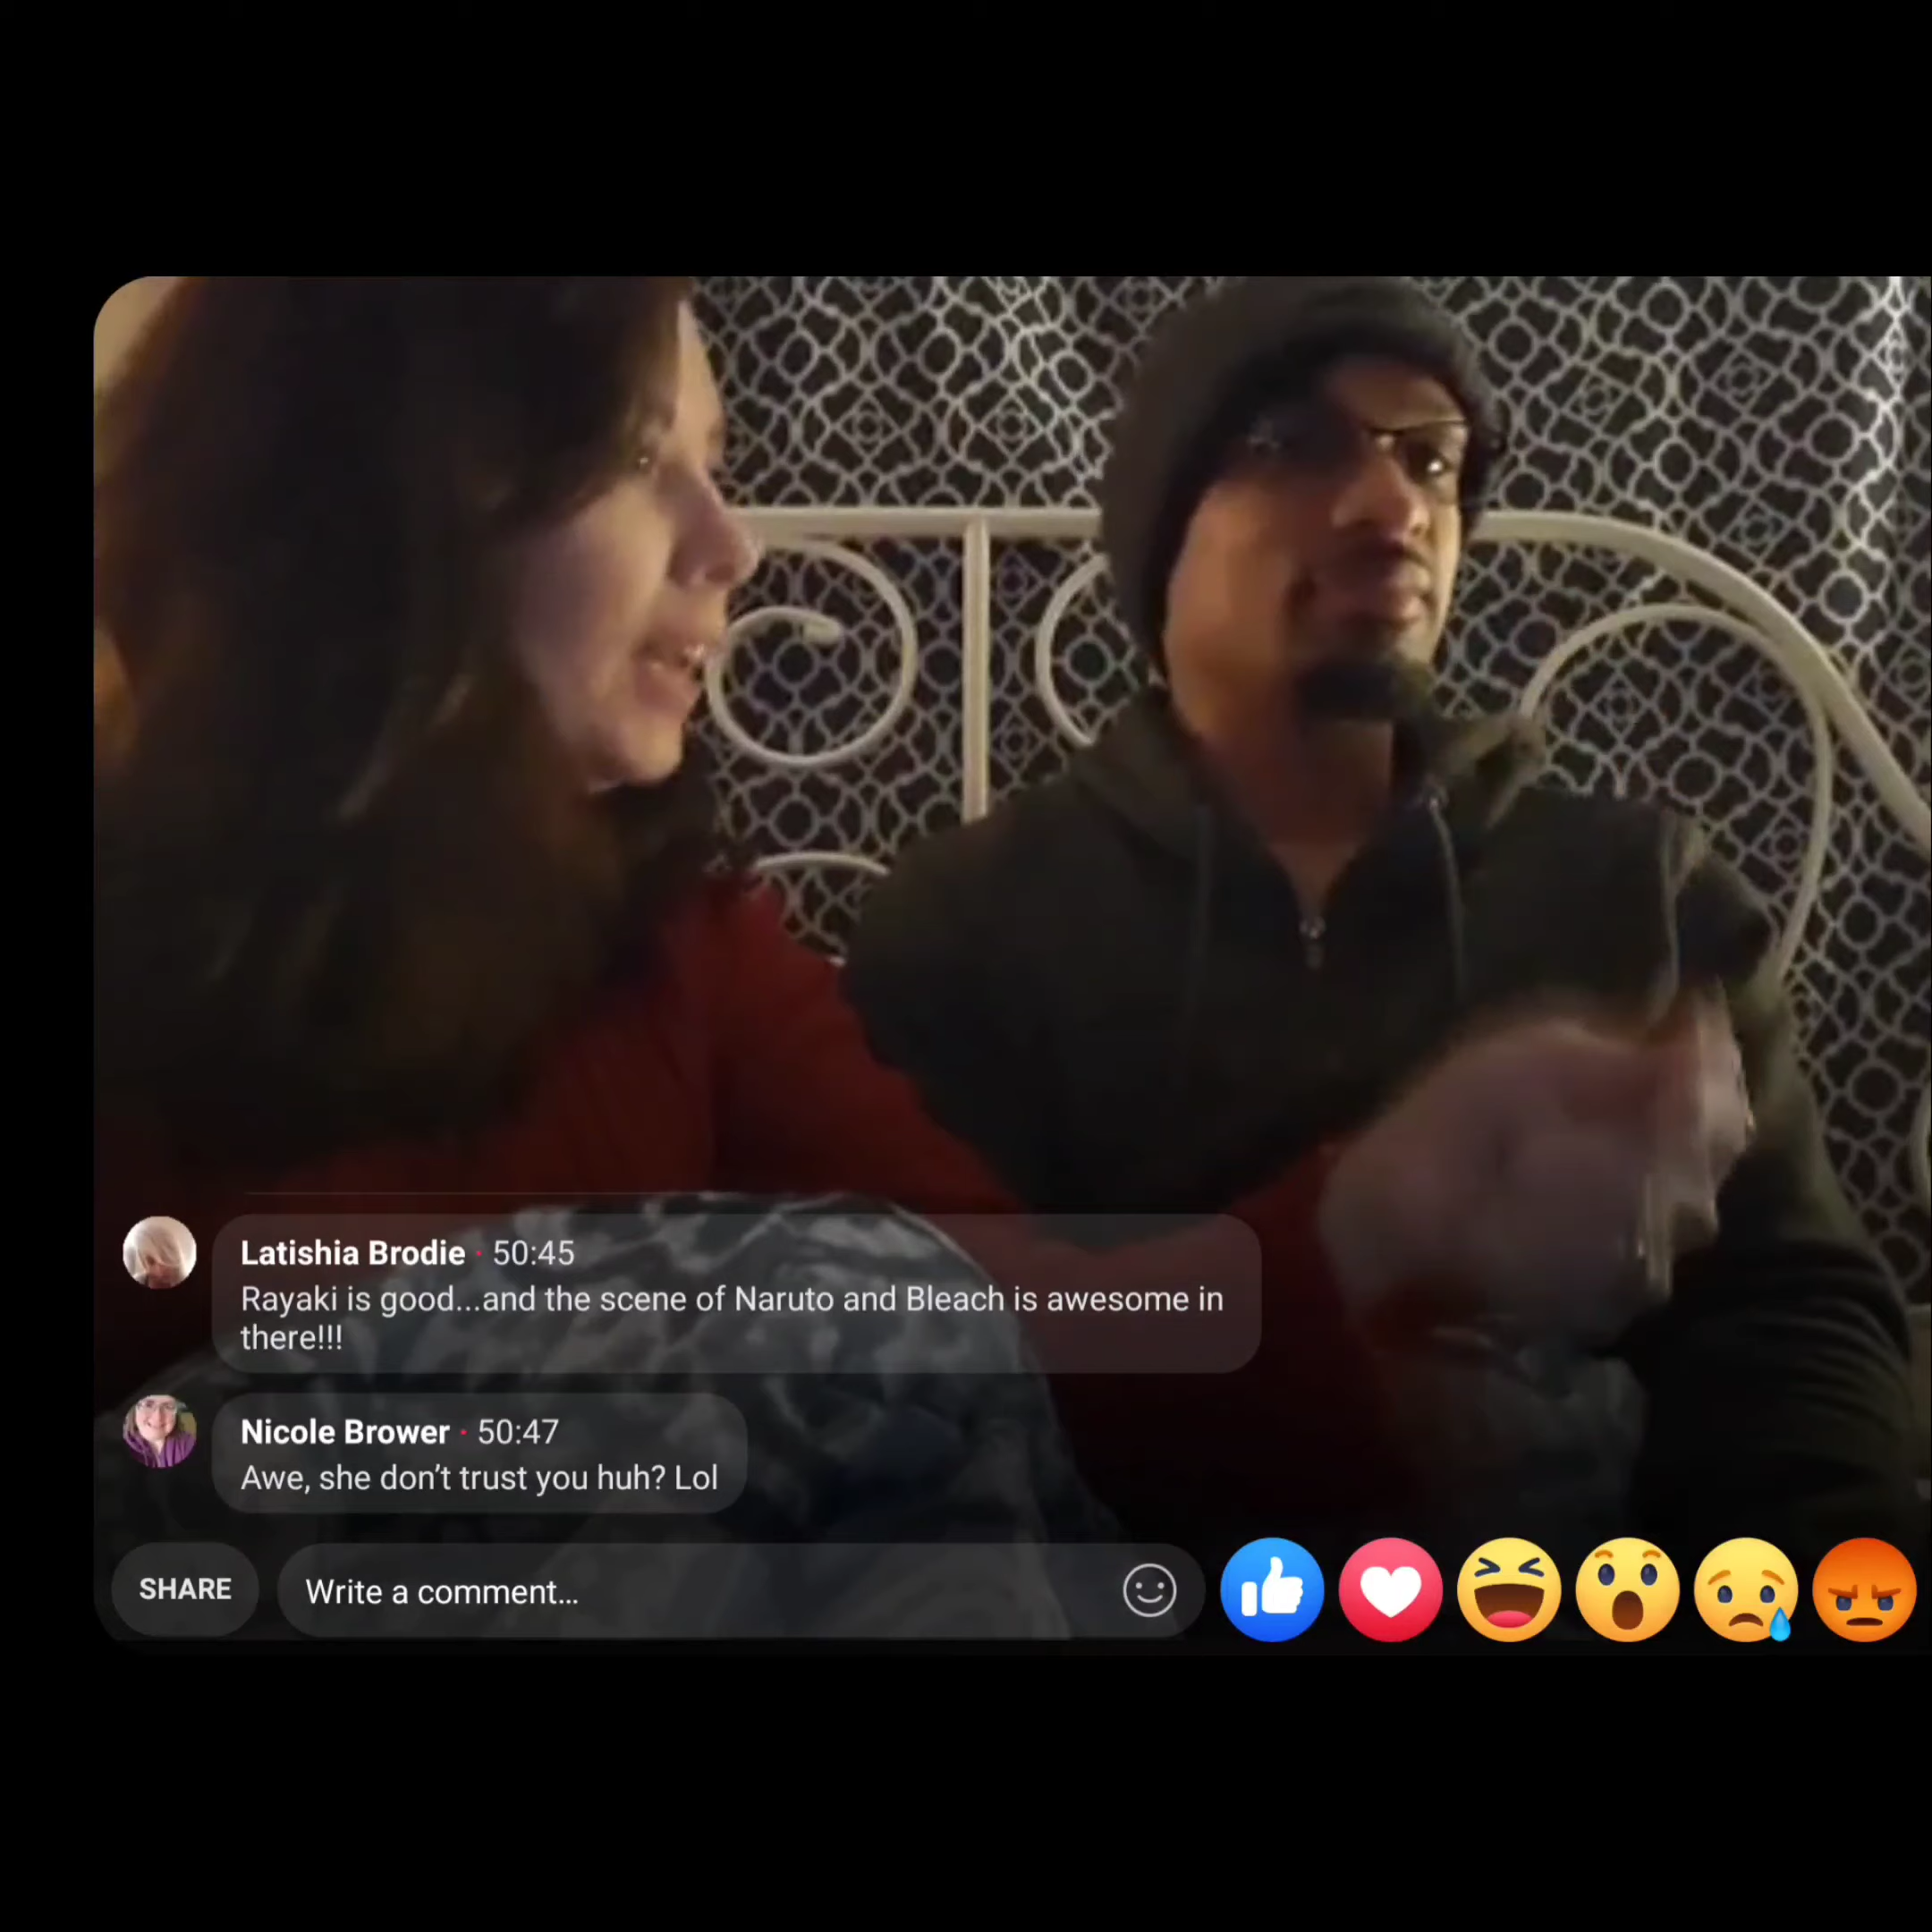 Latishia Brodie · 50:45
Rayaki is good...and the scene of Naruto and Bleach is awesome in
there!!!
Nicole Brower · 50:47
Awe, she don’t trust you huh? Lol
SHARE
Write a comment…